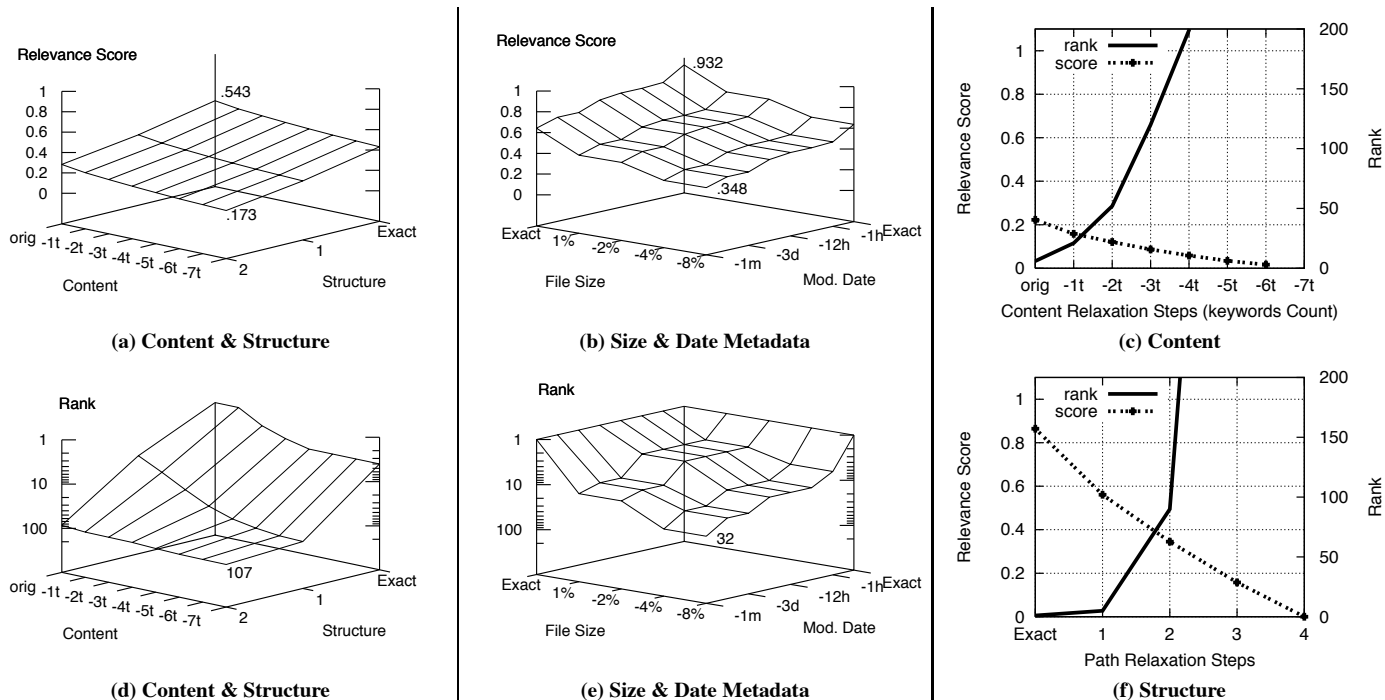 Relevance Score
.543
1
0.8
0.6
0.4
0.2
0
.173
orig
-1t
-2t
-3t
-4t
-5t
-6t
-7t
2
1
Exact
Content
Structure
(a) Content & Structure
Relevance Score
.932
1
0.8
0.6
0.4
0.2
0
.348
Exact
1%
-2%
-4%
-8%
-1m
-3d
-12h
-1h
Exact
File Size
Mod. Date
(b) Size & Date Metadata
rank
score
1
0.8
0.6
0.4
0.2
0
Relevance Score
200
150
100
50
0
Rank
orig -1t -2t -3t -4t -5t -6t -7t
Content Relaxation Steps (keywords Count)
(c) Content
Rank
1
10
100
107
orig
-1t
-2t
-3t
-4t
-5t
-6t
-7t
2
1
Exact
Content
Structure
(d) Content & Structure
Rank
1
10
100
32
Exact
1%
-2%
-4%
-8%
-1m
-3d
-12h
-1h
Exact
File Size
Mod. Date
(e) Size & Date Metadata
rank
score
1
0.8
0.6
0.4
0.2
0
Relevance Score
200
150
100
50
0
Rank
Exact 1 2 3 4
Path Relaxation Steps
(f) Structure